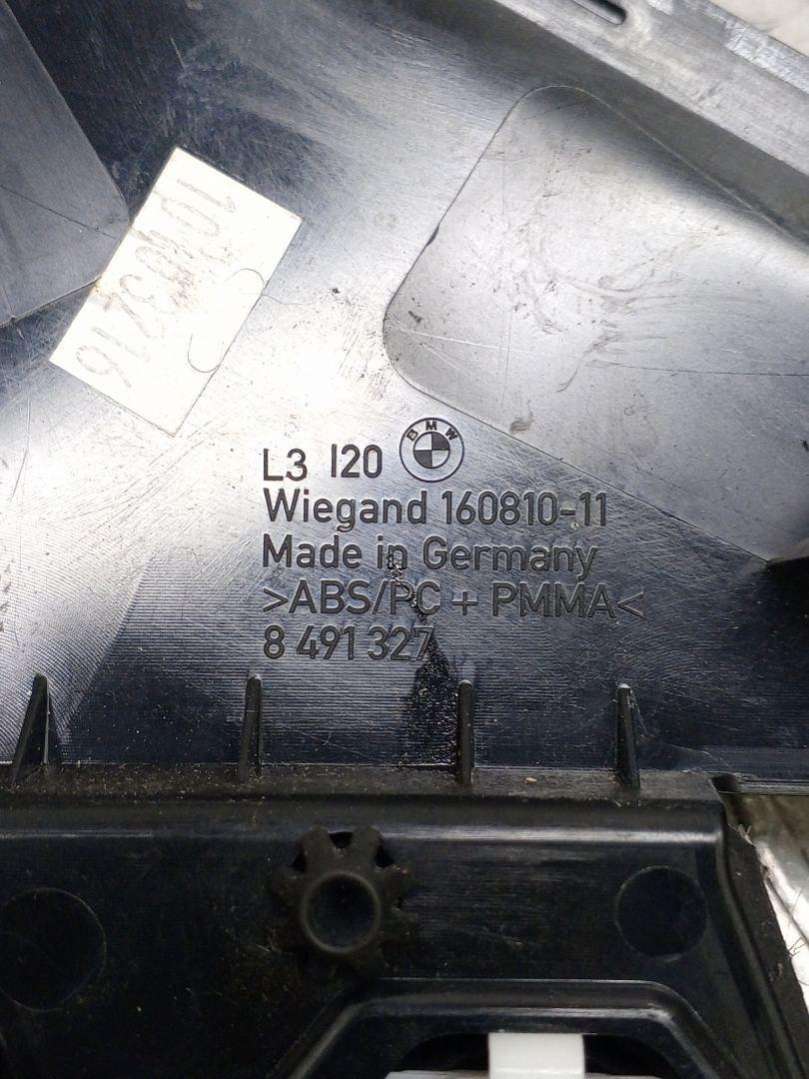 BMW
L3 I20
Wiegand 160810-11
Made in Germany
>ABS/PC + PMMA<
8 491 327